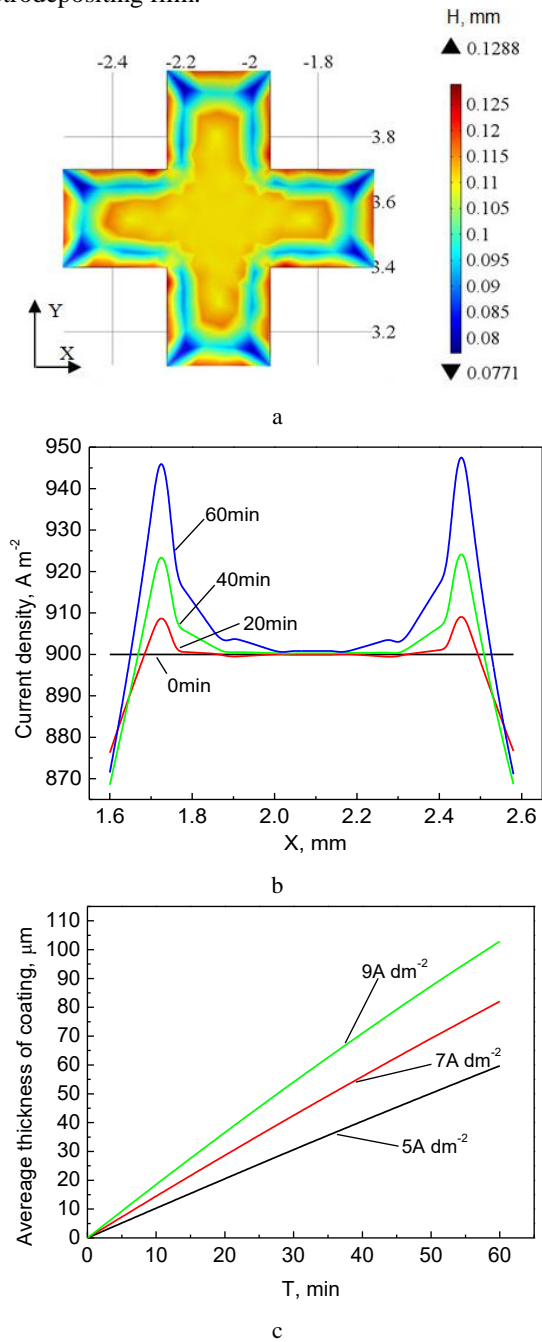 trodepositing film.
H, mm
▲ 0.1288
-2.4 -2.2 -2 -1.8
0.125
0.12
0.115
0.11
0.105
0.1
0.095
0.09
0.085
0.08
▼ 0.0771
3.8
3.6
3.4
3.2
Y
X
a
950
940
930
920
910
900
890
880
870
Current density, A m-2
60min
40min
20min
0min
1.6 1.8 2.0 2.2 2.4 2.6
X, mm
b
110
100
90
80
70
60
50
40
30
20
10
0
Avereage thickness of coating, μm
9A dm-2
7A dm-2
5A dm-2
0 10 20 30 40 50 60
T, min
c